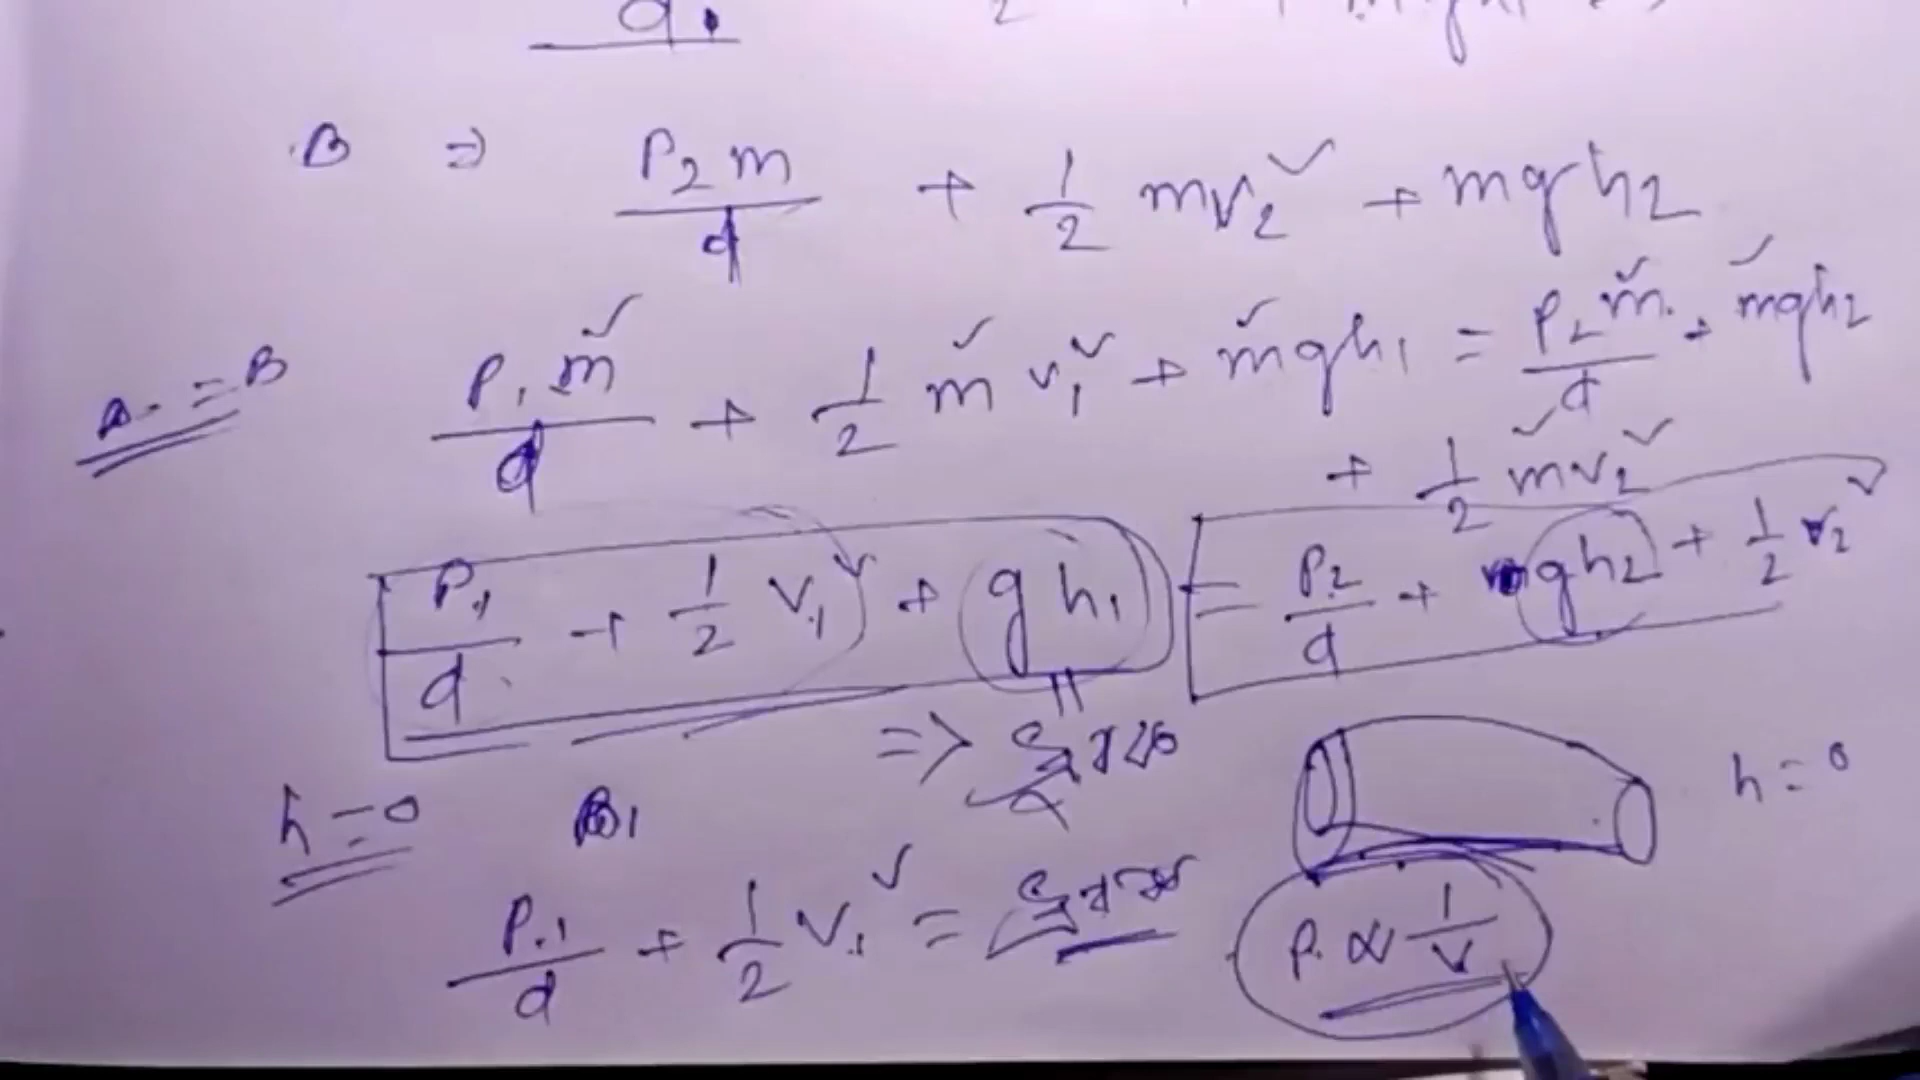 d.
B ⇒ P₂m/d + 1/2 mv₂² + mgh₂
A = B P₁m/d + 1/2 m v₁² + mgh₁ = P₂m/d + mgh₂
+ 1/2 mv₂²
P₁/d + 1/2 v₁² + gh₁ = P₂/d + gh₂ + 1/2 v₂²
⇒
h = 0
h = 0
P₁/d + 1/2 v₁² =
P ∝ 1/v